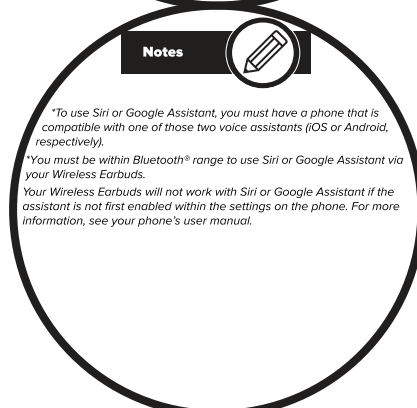 Notes
*To use Siri or Google Assistant, you must have a phone that is
compatible with one of those two voice assistants (iOS or Android,
respectively).
*You must be within Bluetooth® range to use Siri or Google Assistant via
your Wireless Earbuds.
Your Wireless Earbuds will not work with Siri or Google Assistant if the
assistant is not first enabled within the settings on the phone. For more
information, see your phone's user manual.